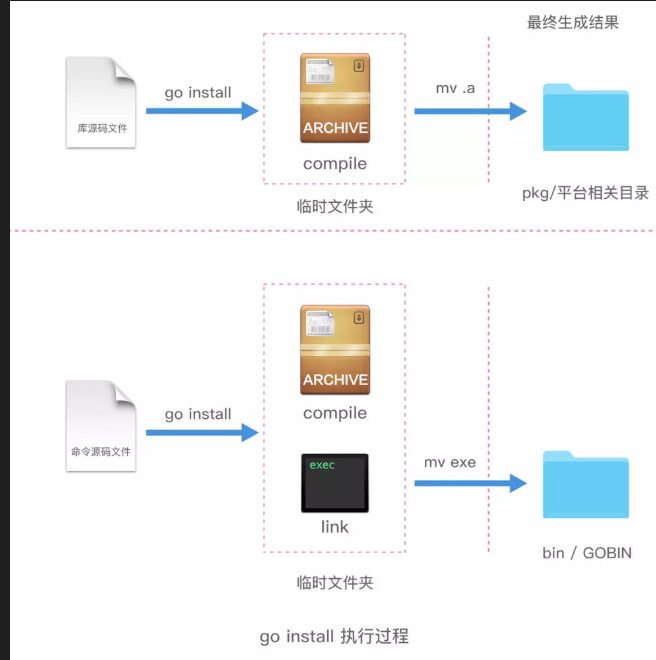 最终生成结果
go install
mv .a
库源码文件
ARCHIVE
compile
pkg/平台相关目录
临时文件夹
ARCHIVE
go install
compile
命令源码文件
exec
mv exe
link
bin / GOBIN
临时文件夹
go install 执行过程